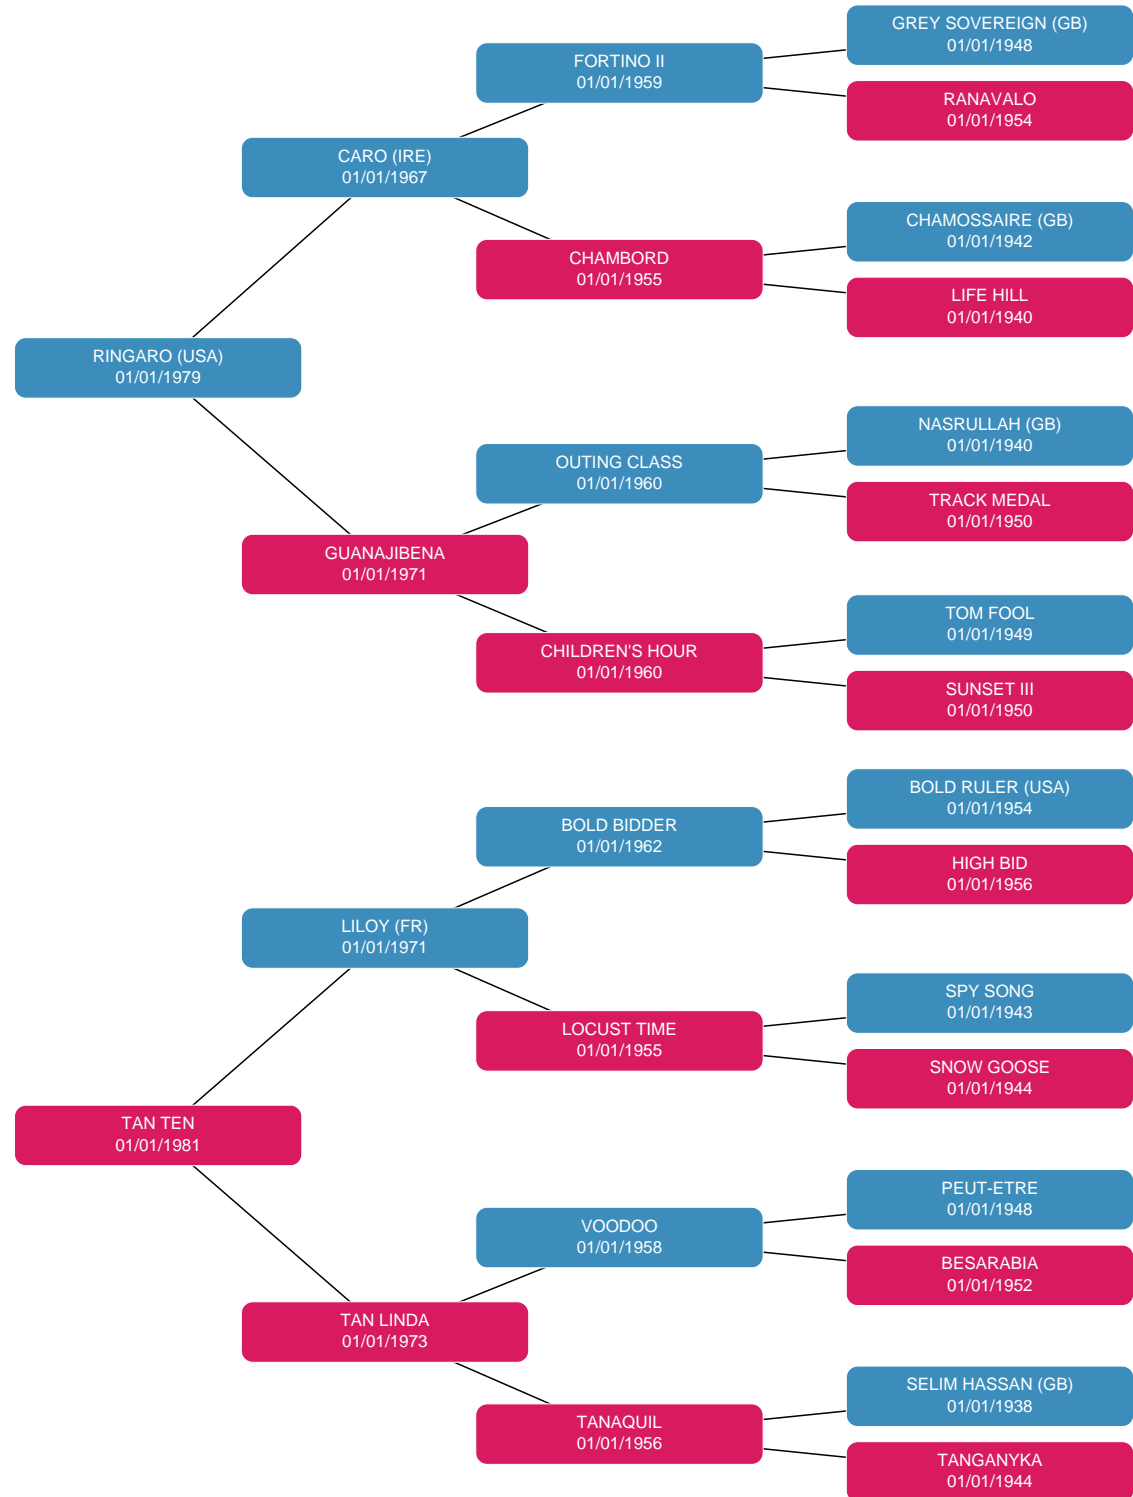 GREY SOVEREIGN (GB)
01/01/1948
FORTINO II
01/01/1959
RANAVALO
01/01/1954
CARO (IRE)
01/01/1967
CHAMOSSAIRE (GB)
01/01/1942
CHAMBORD
01/01/1955
LIFE HILL
01/01/1940
RINGARO (USA)
01/01/1979
NASRULLAH (GB)
01/01/1940
OUTING CLASS
01/01/1960
TRACK MEDAL
01/01/1950
GUANAJIBENA
01/01/1971
TOM FOOL
01/01/1949
CHILDREN'S HOUR
01/01/1960
SUNSET III
01/01/1950
BOLD RULER (USA)
01/01/1954
BOLD BIDDER
01/01/1962
HIGH BID
01/01/1956
LILOY (FR)
01/01/1971
SPY SONG
01/01/1943
LOCUST TIME
01/01/1955
SNOW GOOSE
01/01/1944
TAN TEN
01/01/1981
PEUT-ETRE
01/01/1948
VOODOO
01/01/1958
BESARABIA
01/01/1952
TAN LINDA
01/01/1973
SELIM HASSAN (GB)
01/01/1938
TANAQUIL
01/01/1956
TANGANYKA
01/01/1944